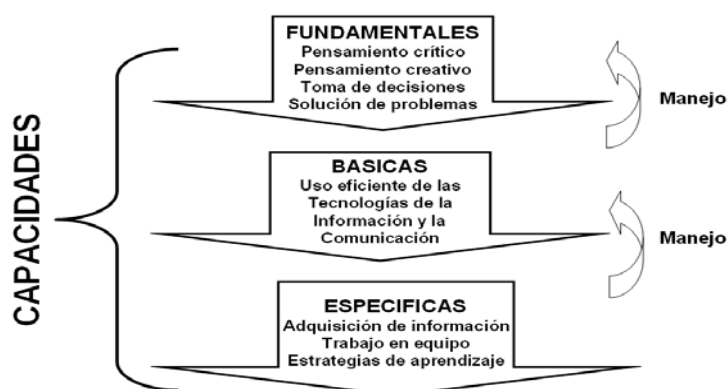 CAPACIDADES
FUNDAMENTALES
Pensamiento crítico
Pensamiento creativo
Toma de decisiones
Solución de problemas
Manejo
BASICAS
Uso eficiente de las
Tecnologías de la
Información y la
Comunicación
Manejo
ESPECIFICAS
Adquisición de información
Trabajo en equipo
Estrategias de aprendizaje